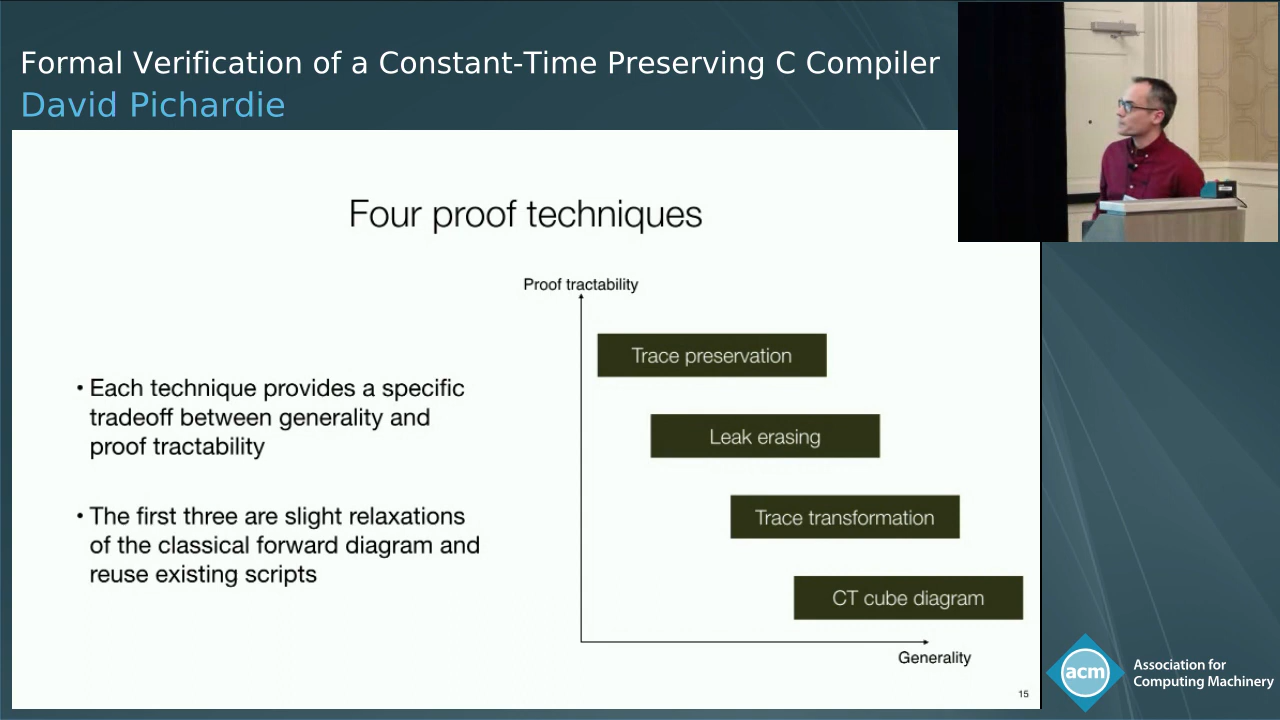 Formal Verification of a Constant-Time Preserving C Compiler
David Pichardie
Four proof techniques
• Each technique provides a specific
tradeoff between generality and
proof tractability
• The first three are slight relaxations
of the classical forward diagram and
reuse existing scripts
Proof tractability
Trace preservation
Leak erasing
Trace transformation
CT cube diagram
Generality
15
acm
Association for
Computing Machinery